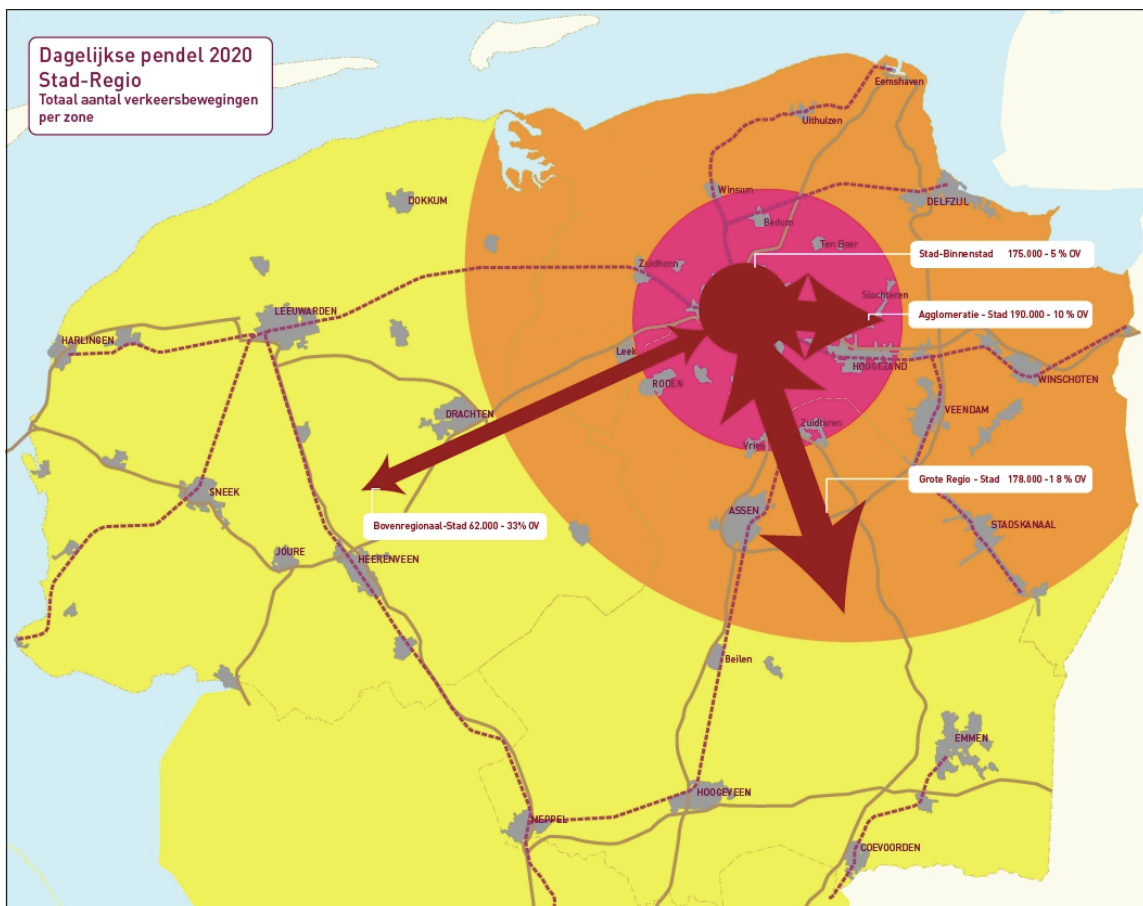 Dagelijkse pendel 2020
Stad-Regio
Totaal aantal verkeersbewegingen
per zone
Eemshaven
Uithuizen
Winsum
DELFZIJL
DOKKUM
Bedum
Ten Boer
Stad-Binnenstad 175.000 - 5 % OV
Zuidhorn
Slochteren
LEEUWARDEN
Agglomeratie - Stad 190.000 - 10 % OV
HARLINGEN
Leek
HOOGEZAND
WINSCHOTEN
RODEN
DRACHTEN
VEENDAM
Zuidlaren
Vries
Grote Regio - Stad 178.000 -1 8 % OV
SNEEK
ASSEN
Bovenregionaal-Stad 62.000 - 33% OV
STADSKANAAL
JOURE
HEERENVEEN
Beilen
EMMEN
HOOGEVEEN
MEPPEL
COEVOORDEN